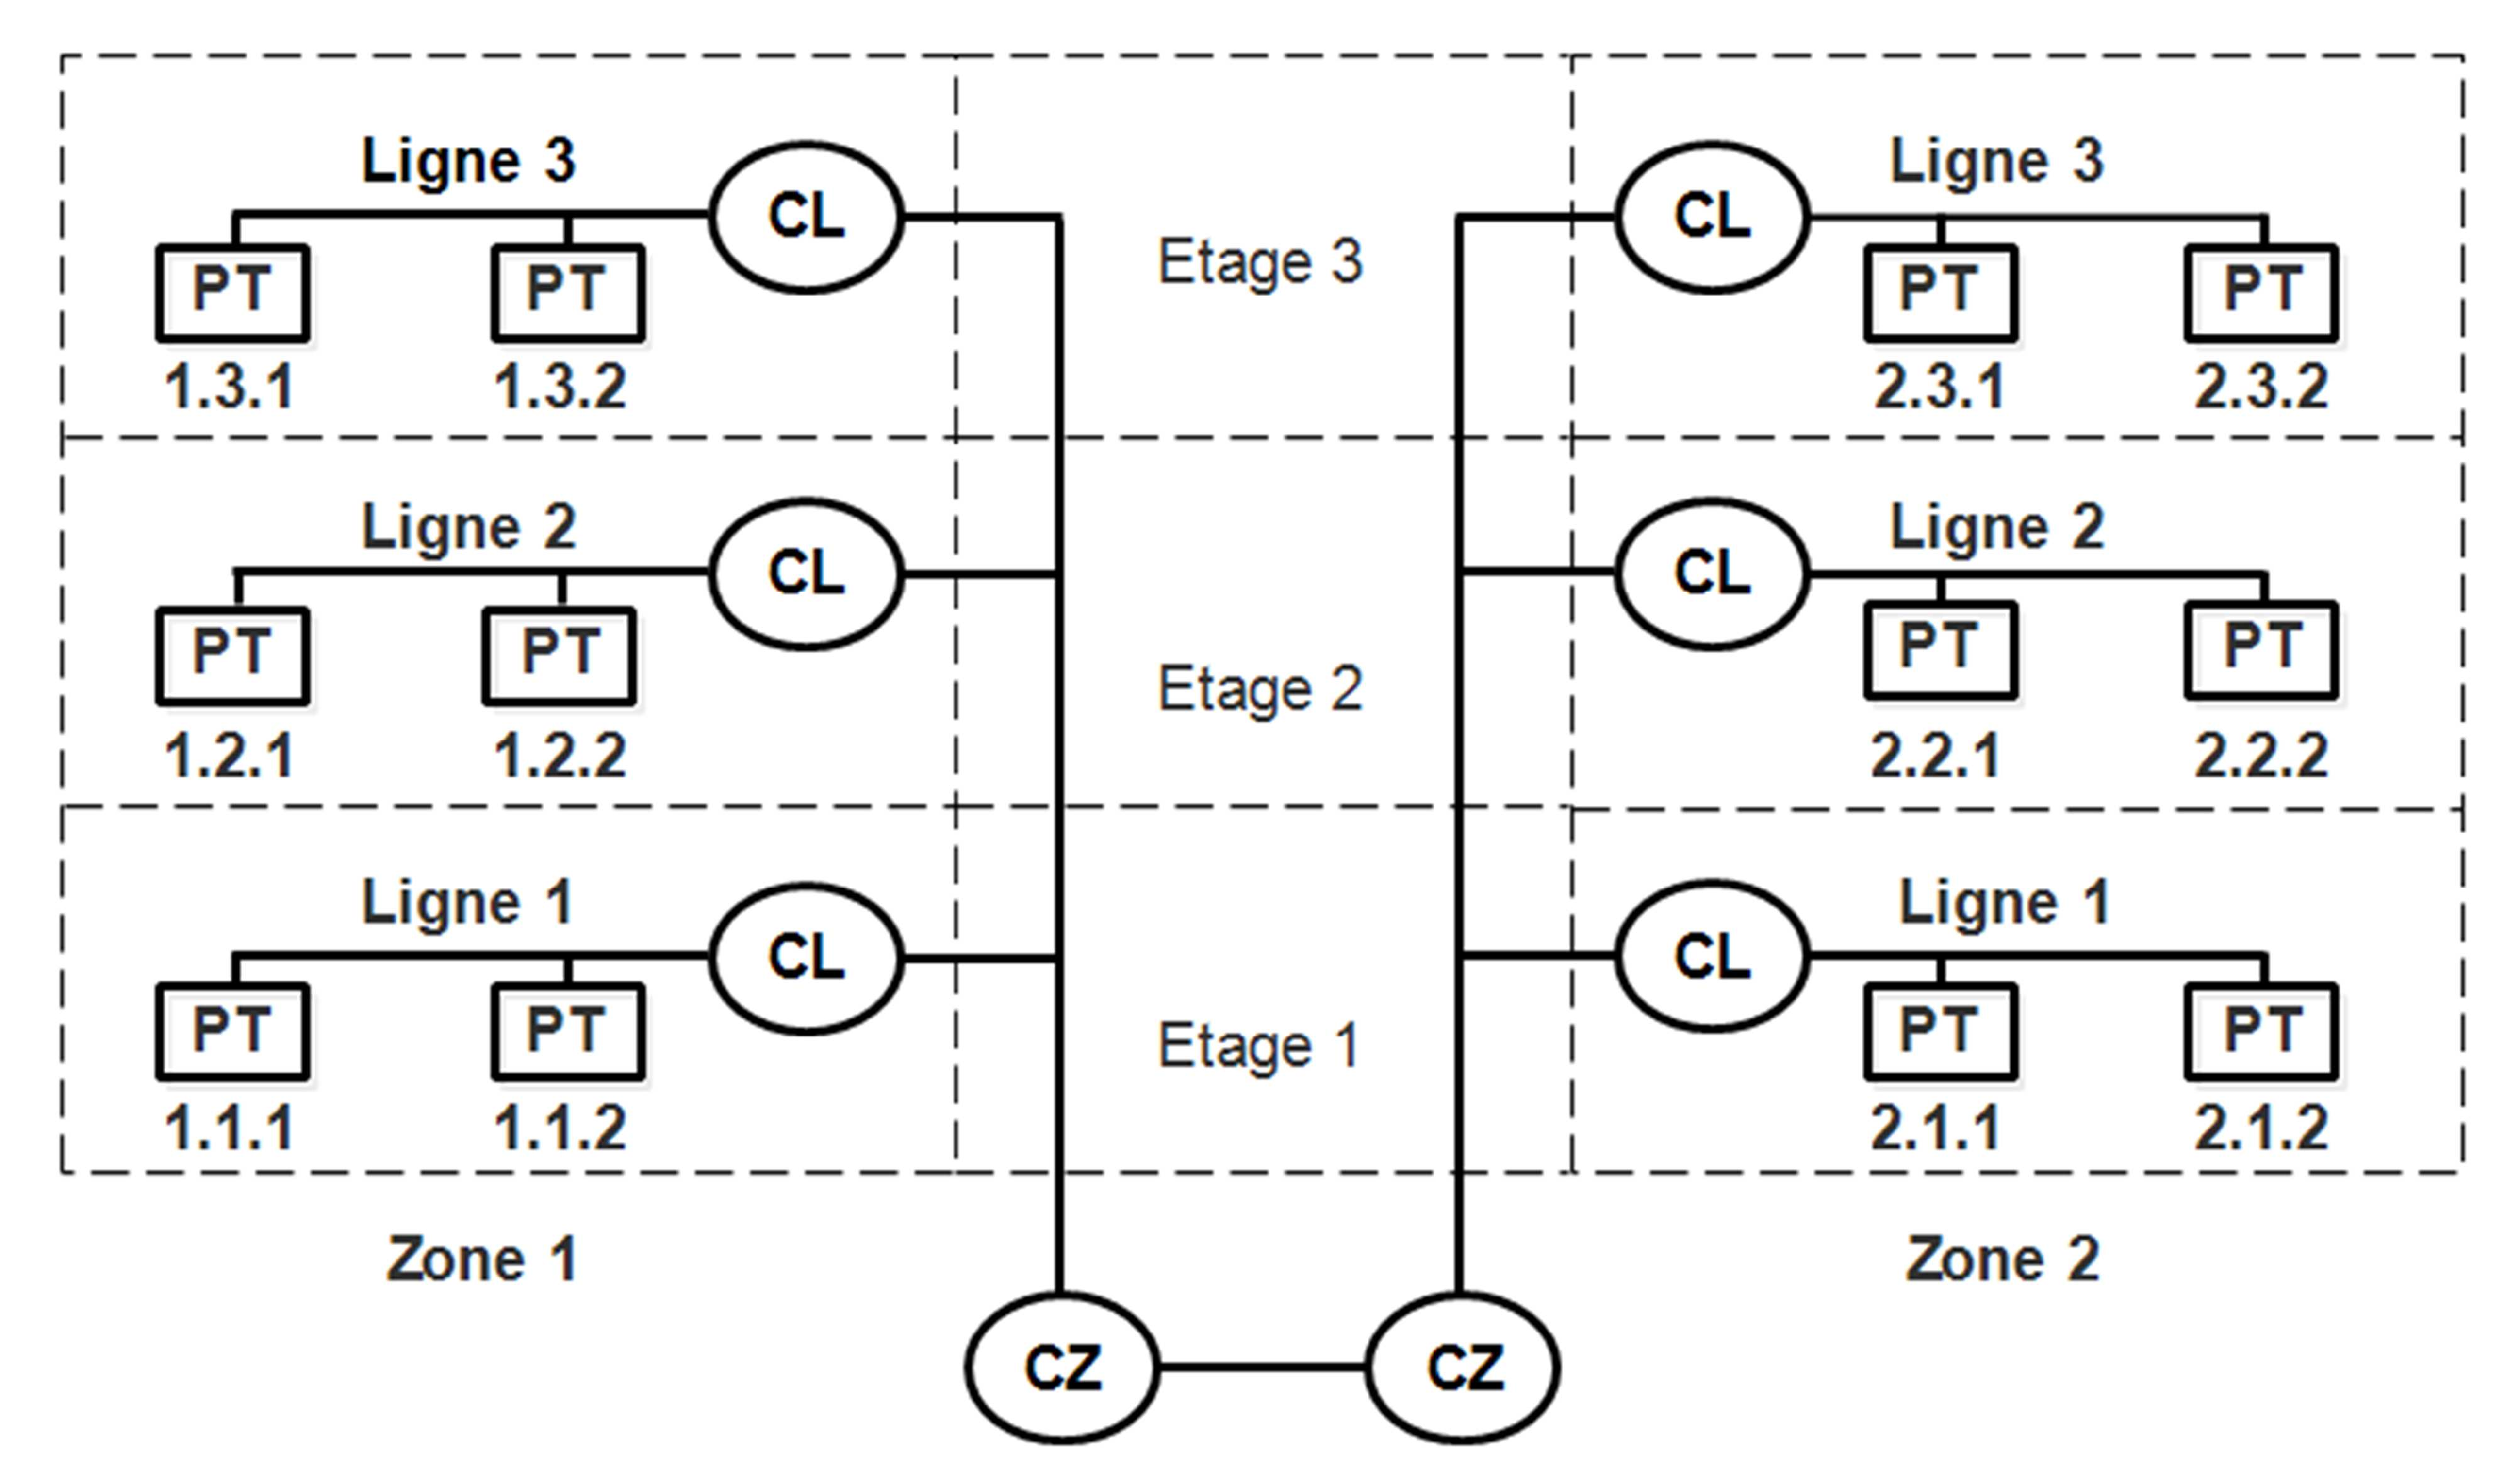 Ligne 3 CL CL Ligne 3
PT PT Etage 3 PT PT
1.3.1 1.3.2 2.3.1 2.3.2
Ligne 2 CL CL Ligne 2
PT PT Etage 2 PT PT
1.2.1 1.2.2 2.2.1 2.2.2
Ligne 1 CL CL Ligne 1
PT PT Etage 1 PT PT
1.1.1 1.1.2 2.1.1 2.1.2
Zone 1 Zone 2
CZ CZ